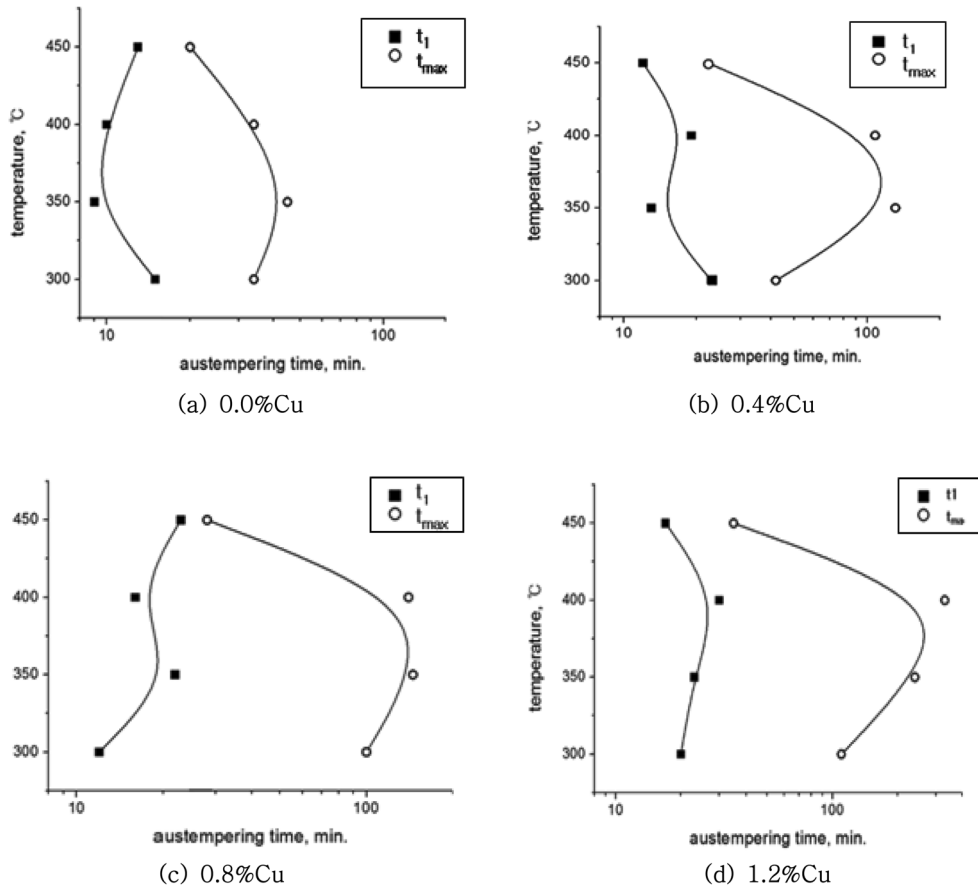 t1
tmax
450
400
350
300
temperature, ℃
10
100
austempering time, min.
(a) 0.0%Cu
t1
tmax
450
400
350
300
temperature, ℃
10
100
austempering time, min.
(b) 0.4%Cu
t1
tmax
450
400
350
300
10
100
austempering time, min.
(c) 0.8%Cu
t1
450
400
350
300
temperature, ℃
10
100
austempering time, min.
(d) 1.2%Cu